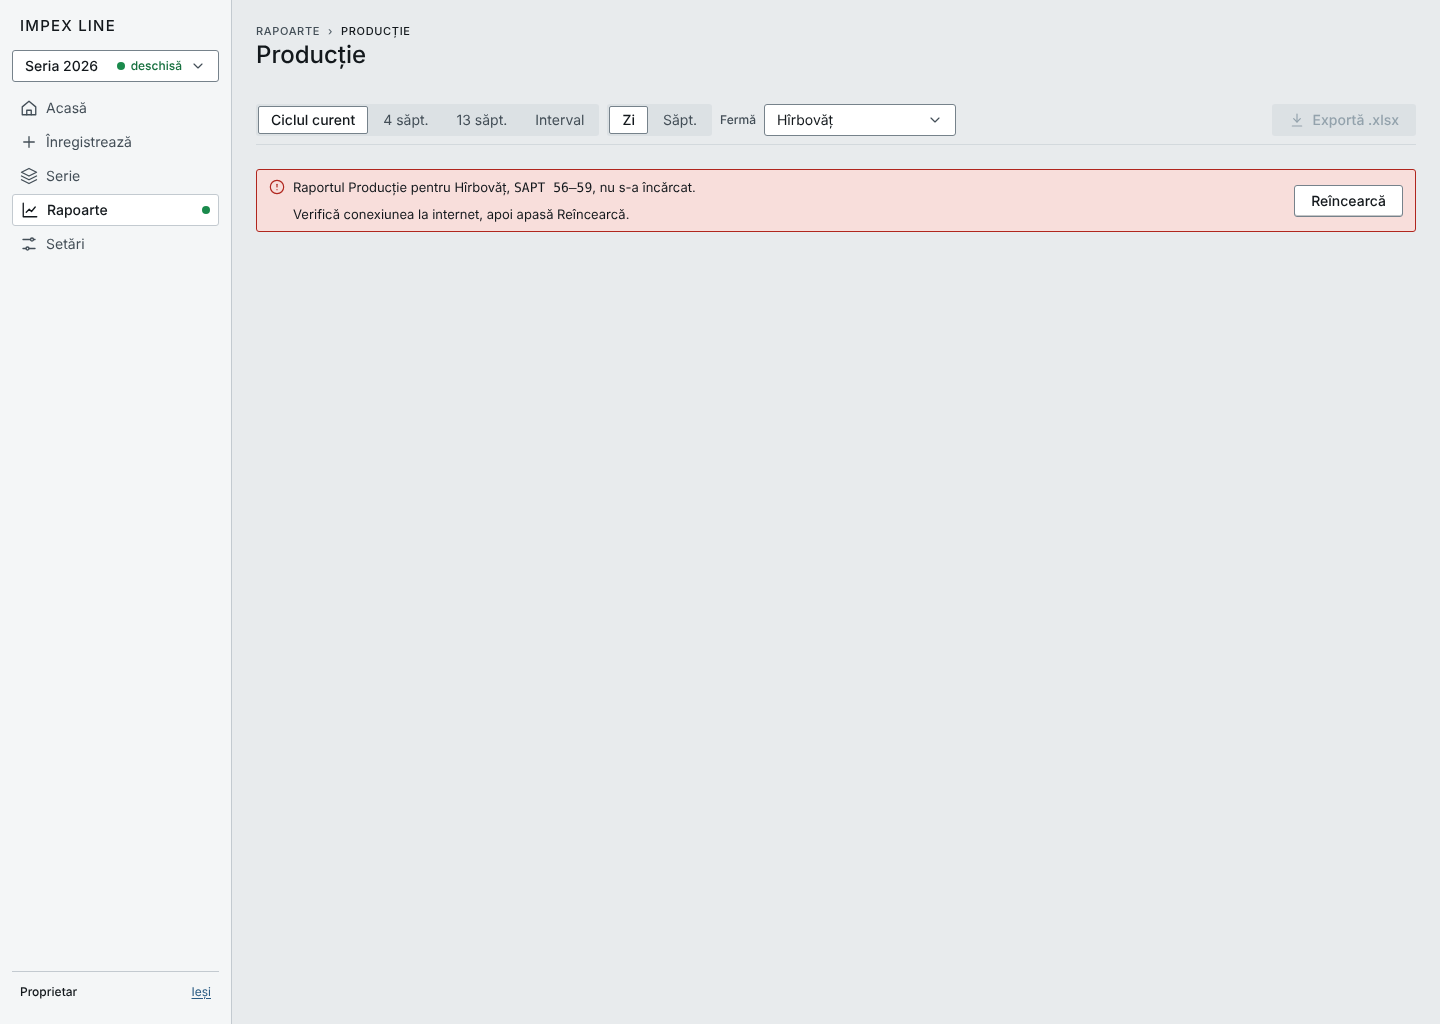 IMPEX LINE
Seria 2026 deschisă
Acasă
Înregistrează
Serie
Rapoarte
Setări
Proprietar Ieși
RAPOARTE › PRODUCȚIE
Producție
Ciclul curent 4 săpt. 13 săpt. Interval Zi Săpt. Fermă Hîrbovăț Exportă .xlsx
Raportul Producție pentru Hîrbovăț, SAPT 56–59, nu s-a încărcat.
Verifică conexiunea la internet, apoi apasă Reîncearcă.
Reîncearcă